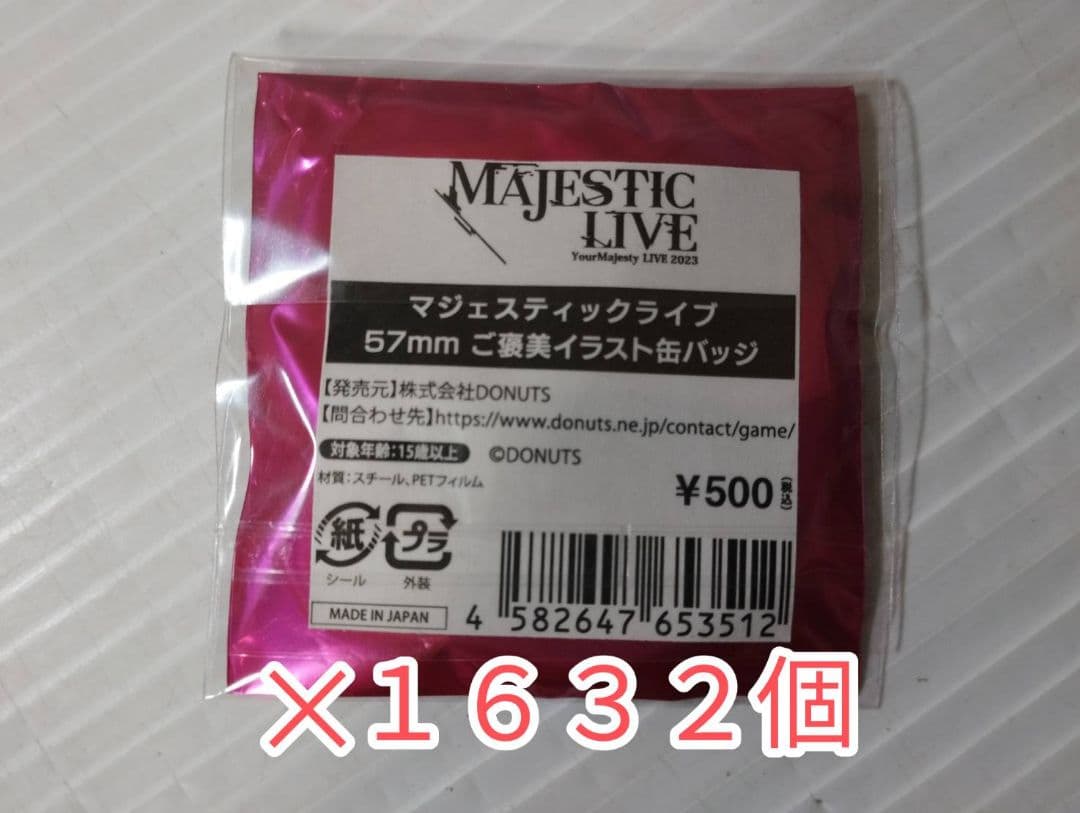 MAJESTIC
LIVE
YourMajesty LIVE 2023
マジェスティックライブ
57mm ご褒美イラスト缶バッジ
【発売元】株式会社DONUTS
【問合わせ先】https://www.donuts.ne.jp/contact/game/
対象年齢:15歳以上 ©DONUTS
材質:スチール、PETフィルム
¥500(税込)
紙 プラ
シール 外装
MADE IN JAPAN
4 582647 653512
×1632個